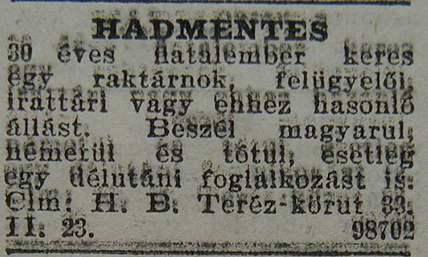 HADMENTES
30 éves fiatalember keres
egy raktárnok, felügyelői,
irattári vagy ehhez hasonló
állást. Beszél magyarul,
németül és tótul, esetleg
egy délutáni foglalkozást is.
Cím: H. B. Teréz-körut 33.
II. 23. 98702